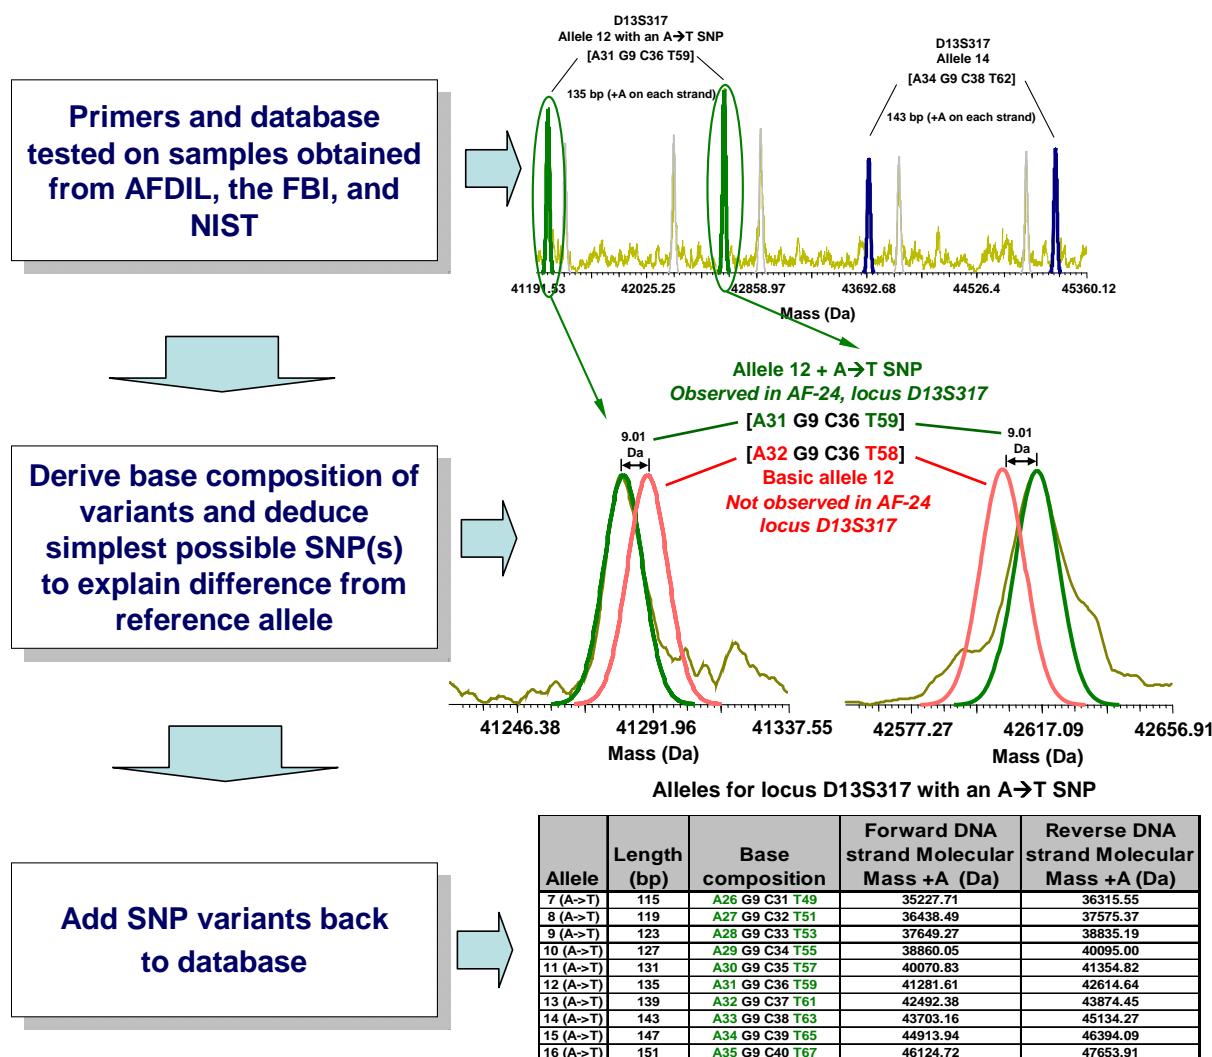 Primers and database
tested on samples obtained
from AFDIL, the FBI, and
NIST
D13S317
Allele 12 with an A→T SNP
[A31 G9 C36 T59]
135 bp (+A on each strand)
D13S317
Allele 14
[A34 G9 C38 T62]
143 bp (+A on each strand)
41191.53 42025.25 42858.97 43692.68 44526.4 45360.12
Mass (Da)
Derive base composition of
variants and deduce
simplest possible SNP(s)
to explain difference from
reference allele
Allele 12 + A→T SNP
Observed in AF-24, locus D13S317
[A31 G9 C36 T59]
[A32 G9 C36 T58]
Basic allele 12
Not observed in AF-24
locus D13S317
9.01
Da
9.01
Da
41246.38 41291.96 41337.55
Mass (Da)
42577.27 42617.09 42656.91
Mass (Da)
Add SNP variants back
to database
Alleles for locus D13S317 with an A→T SNP
Forward DNA Reverse DNA
Length Base strand Molecular strand Molecular
Allele (bp) composition Mass +A (Da) Mass +A (Da)
7 (A->T) 115 A26 G9 C31 T49 35227.71 36315.55
8 (A->T) 119 A27 G9 C32 T51 36438.49 37575.37
9 (A->T) 123 A28 G9 C33 T53 37649.27 38835.19
10 (A->T) 127 A29 G9 C34 T55 38860.05 40095.00
11 (A->T) 131 A30 G9 C35 T57 40070.83 41354.82
12 (A->T) 135 A31 G9 C36 T59 41281.61 42614.64
13 (A->T) 139 A32 G9 C37 T61 42492.38 43874.45
14 (A->T) 143 A33 G9 C38 T63 43703.16 45134.27
15 (A->T) 147 A34 G9 C39 T65 44913.94 46394.09
16 (A->T) 151 A35 G9 C40 T67 46124.72 47653.91